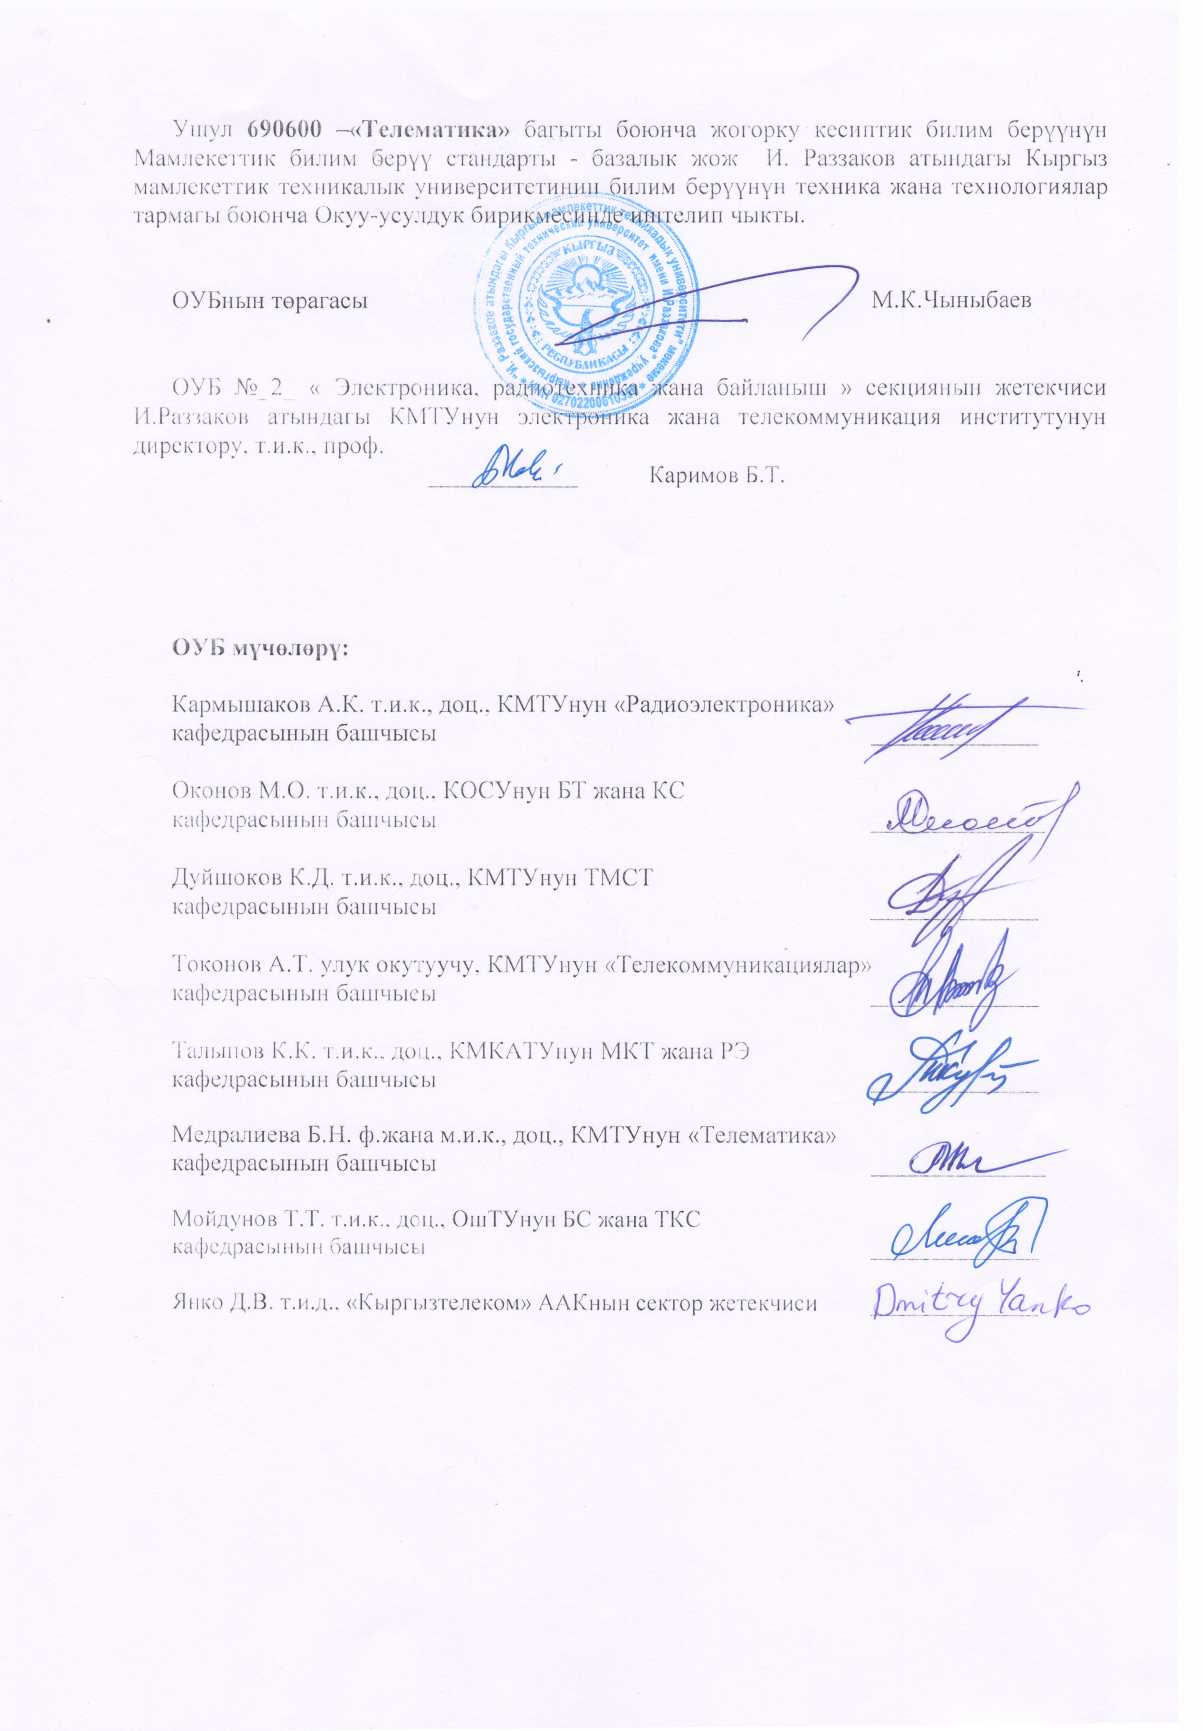 Ушул 690600 –«Телематика» багыты боюнча жогорку кесиптик билим берүүнүн
Мамлекеттик билим берүү стандарты - базалык жож И. Раззаков атындагы Кыргыз
мамлекеттик техникалык университетинин билим берүүнүн техника жана технологиялар
тармагы боюнча Окуу-усулдук бирикмесинде иштелип чыкты.
ОУБнын төрагасы М.К.Чыныбаев
КЫРГЫЗ
РЕСПУБЛИКАСЫ
ОУБ №_2_ « Электроника, радиотехника жана байланыш » секциянын жетекчиси
И.Раззаков атындагы КМТУнун электроника жана телекоммуникация институтунун
директору, т.и.к., проф.
Каримов Б.Т.
ОУБ мүчөлөрү:
Кармышаков А.К. т.и.к., доц., КМТУнун «Радиоэлектроника»
кафедрасынын башчысы
Оконов М.О. т.и.к., доц., КОСУнун БТ жана КС
кафедрасынын башчысы
Дуйшоков К.Д. т.и.к., доц., КМТУнун ТМСТ
кафедрасынын башчысы
Токонов А.Т. улук окутуучу, КМТУнун «Телекоммуникациялар»
кафедрасынын башчысы
Талыпов К.К. т.и.к., доц., КМКАТУнун МКТ жана РЭ
кафедрасынын башчысы
Медралиева Б.Н. ф.жана м.и.к., доц., КМТУнун «Телематика»
кафедрасынын башчысы
Мойдунов Т.Т. т.и.к., доц., ОшТУнун БС жана ТКС
кафедрасынын башчысы
Янко Д.В. т.и.д., «Кыргызтелеком» ААКнын сектор жетекчиси Dmitry Yanko